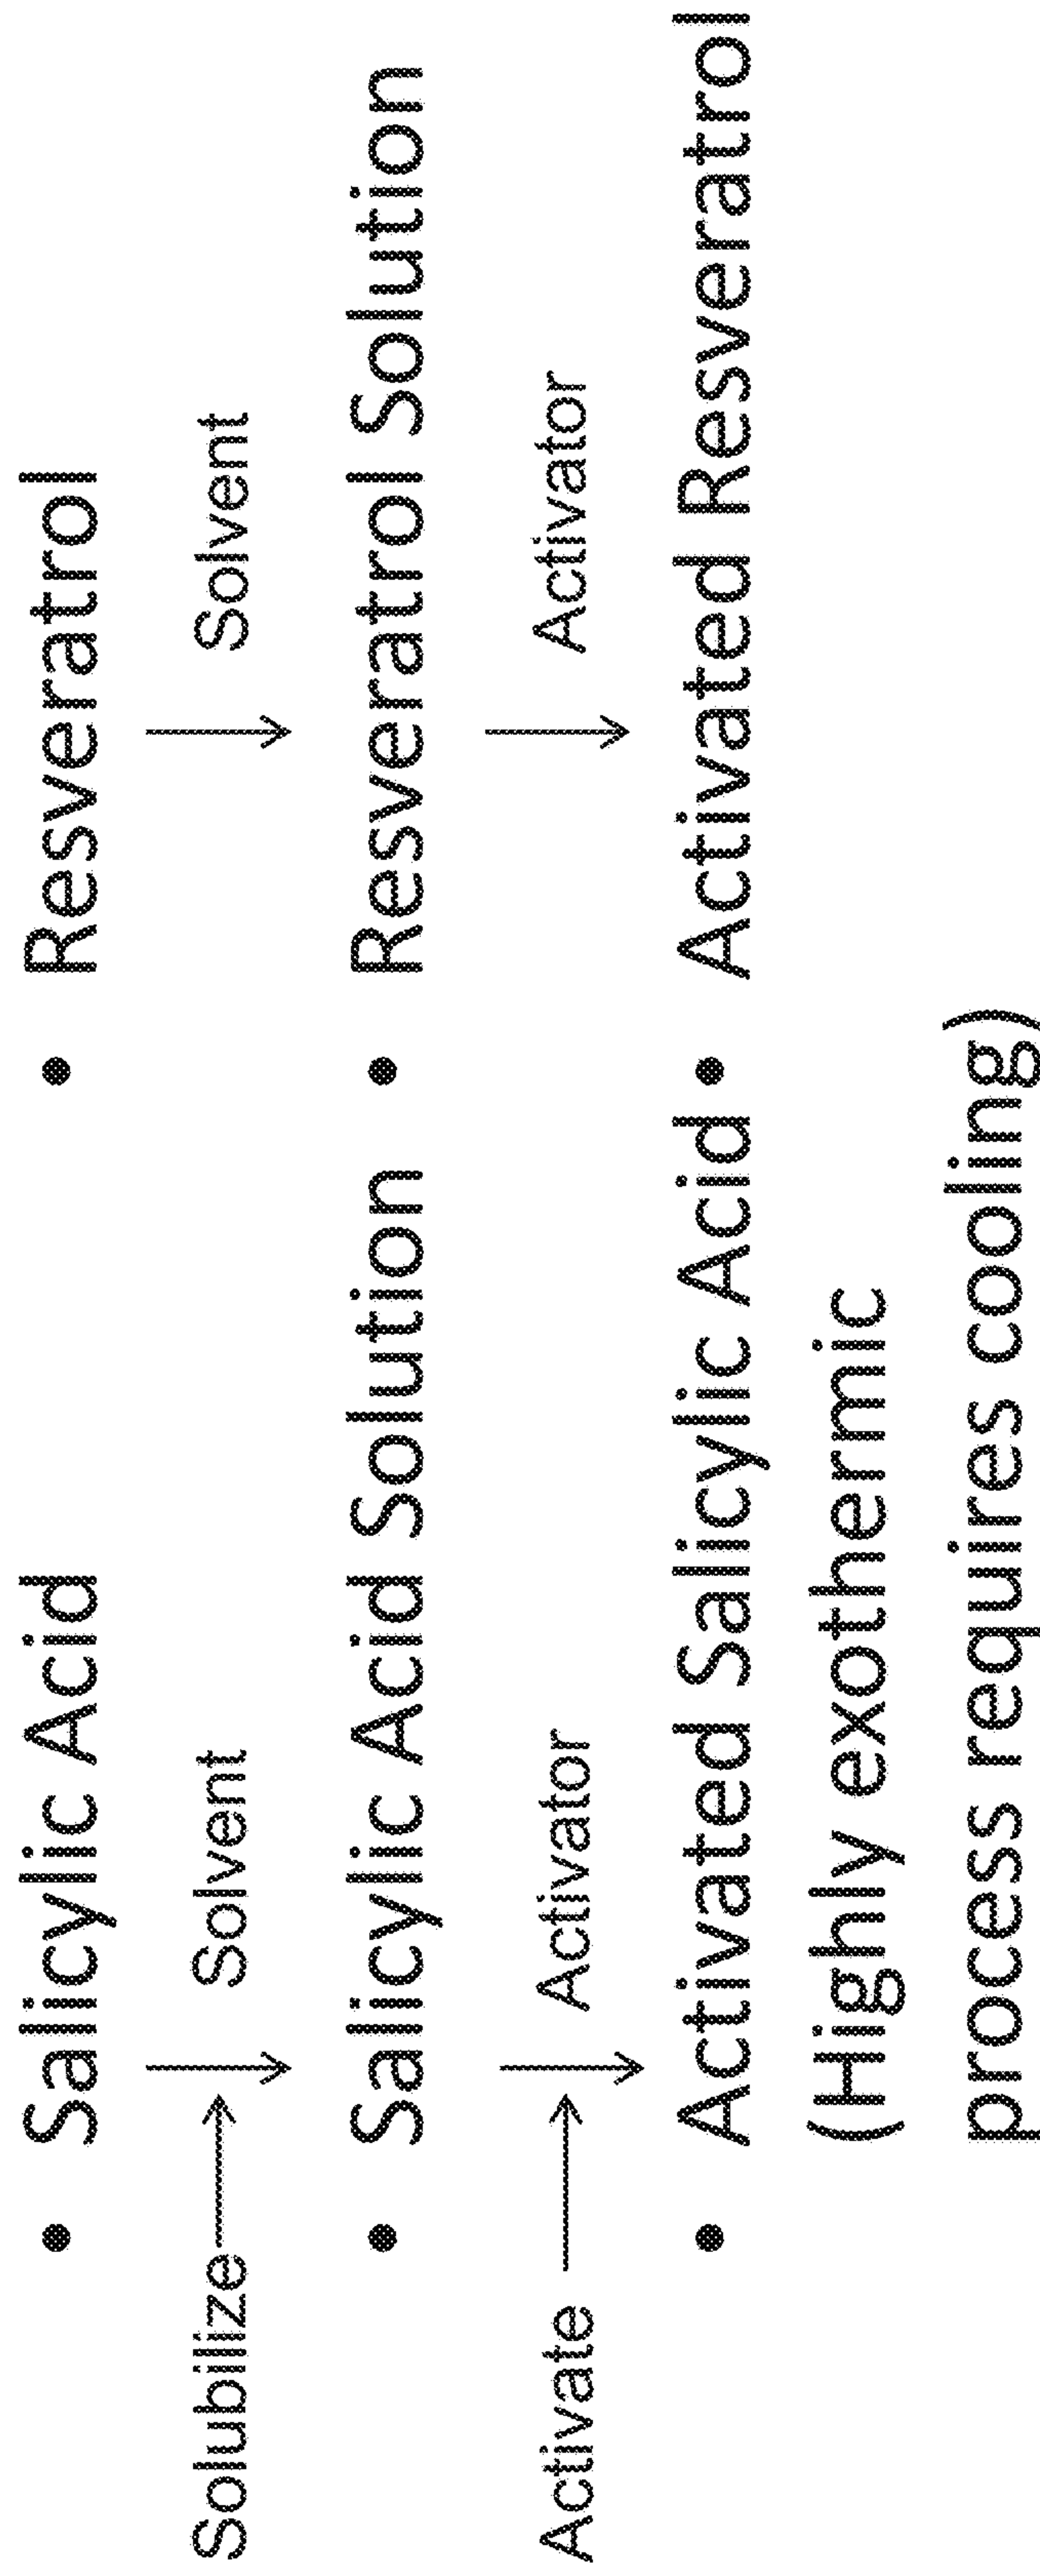 • Salicylic Acid • Resveratrol
Solubilize Solvent Solvent
• Salicylic Acid Solution • Resveratrol Solution
Activate Activator Activator
• Activated Salicylic Acid • Activated Resveratrol
(Highly exothermic
process requires cooling)